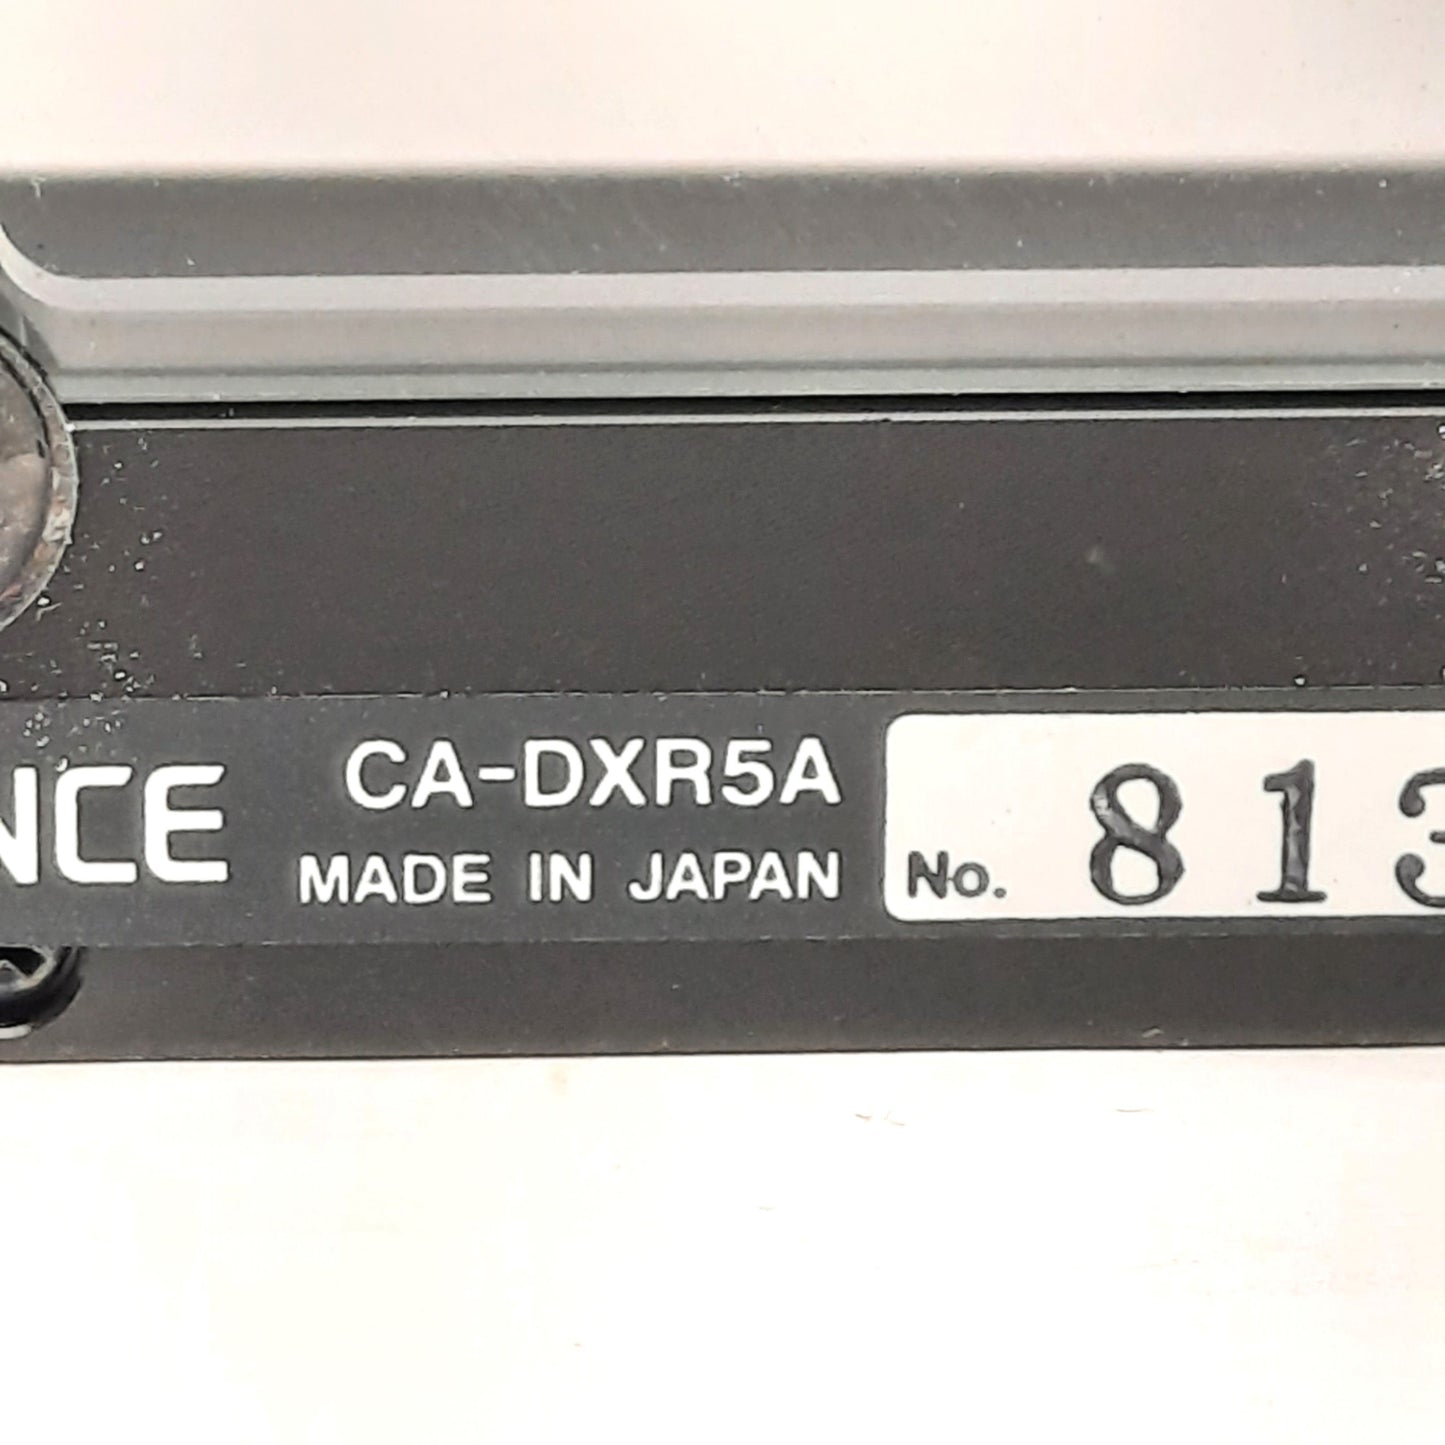 NCE CA-DXR5A
MADE IN JAPAN No. 813